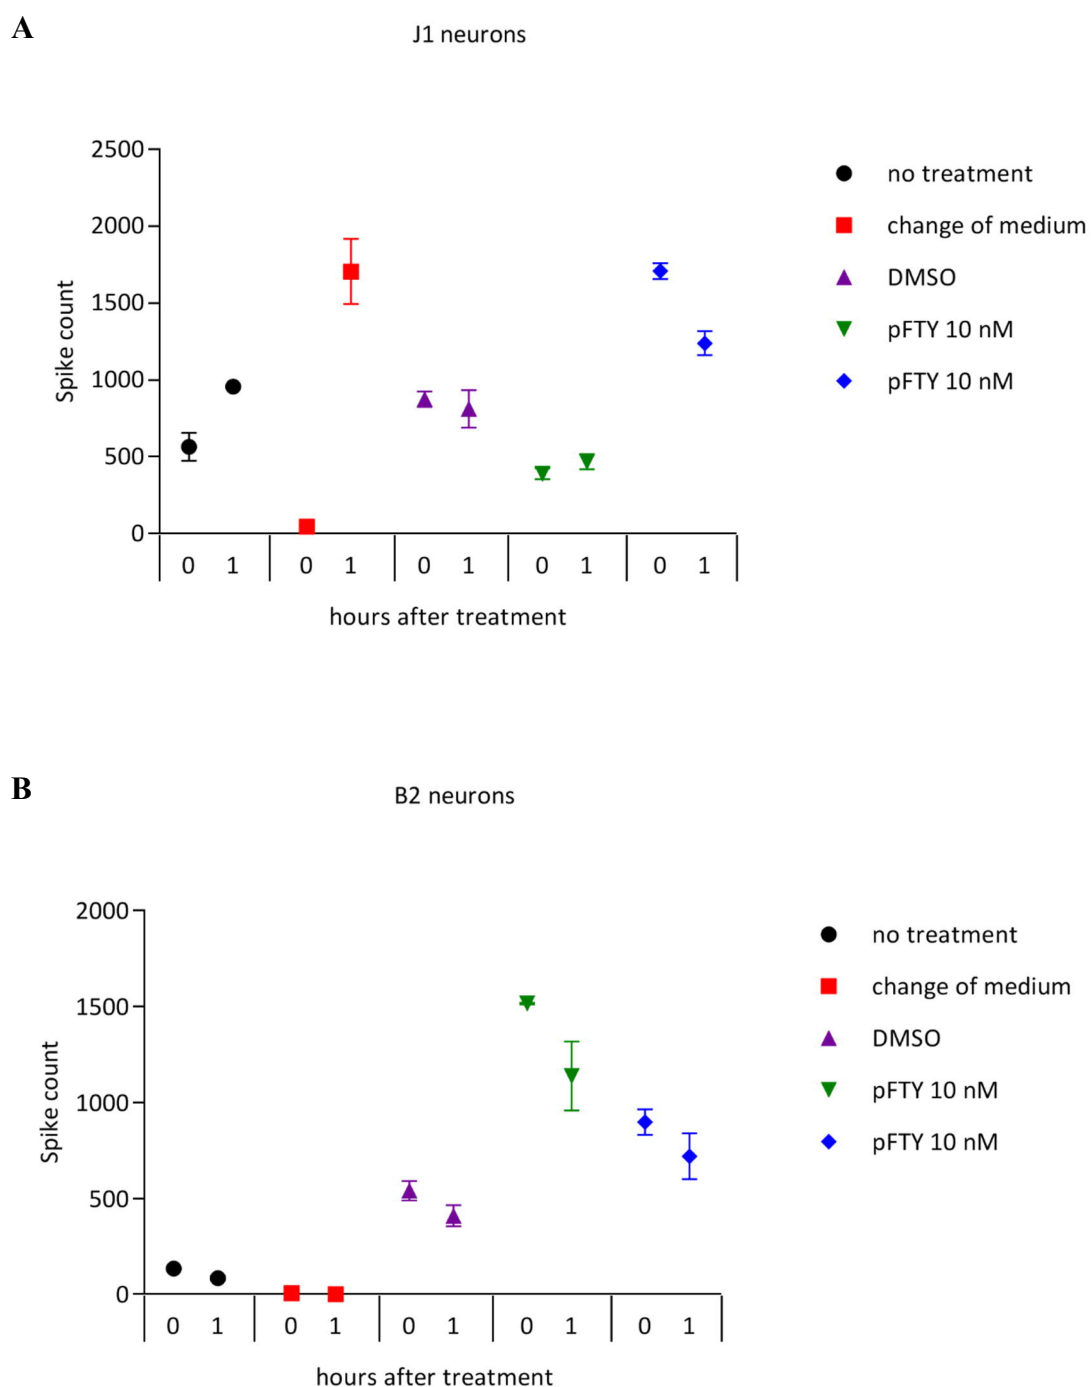 A
J1 neurons
2500
2000
1500
1000
500
0
Spike count
0 1 0 1 0 1 0 1 0 1
hours after treatment
no treatment
change of medium
DMSO
pFTY 10 nM
pFTY 10 nM
B
B2 neurons
2000
1500
1000
500
0
Spike count
0 1 0 1 0 1 0 1 0 1
hours after treatment
no treatment
change of medium
DMSO
pFTY 10 nM
pFTY 10 nM